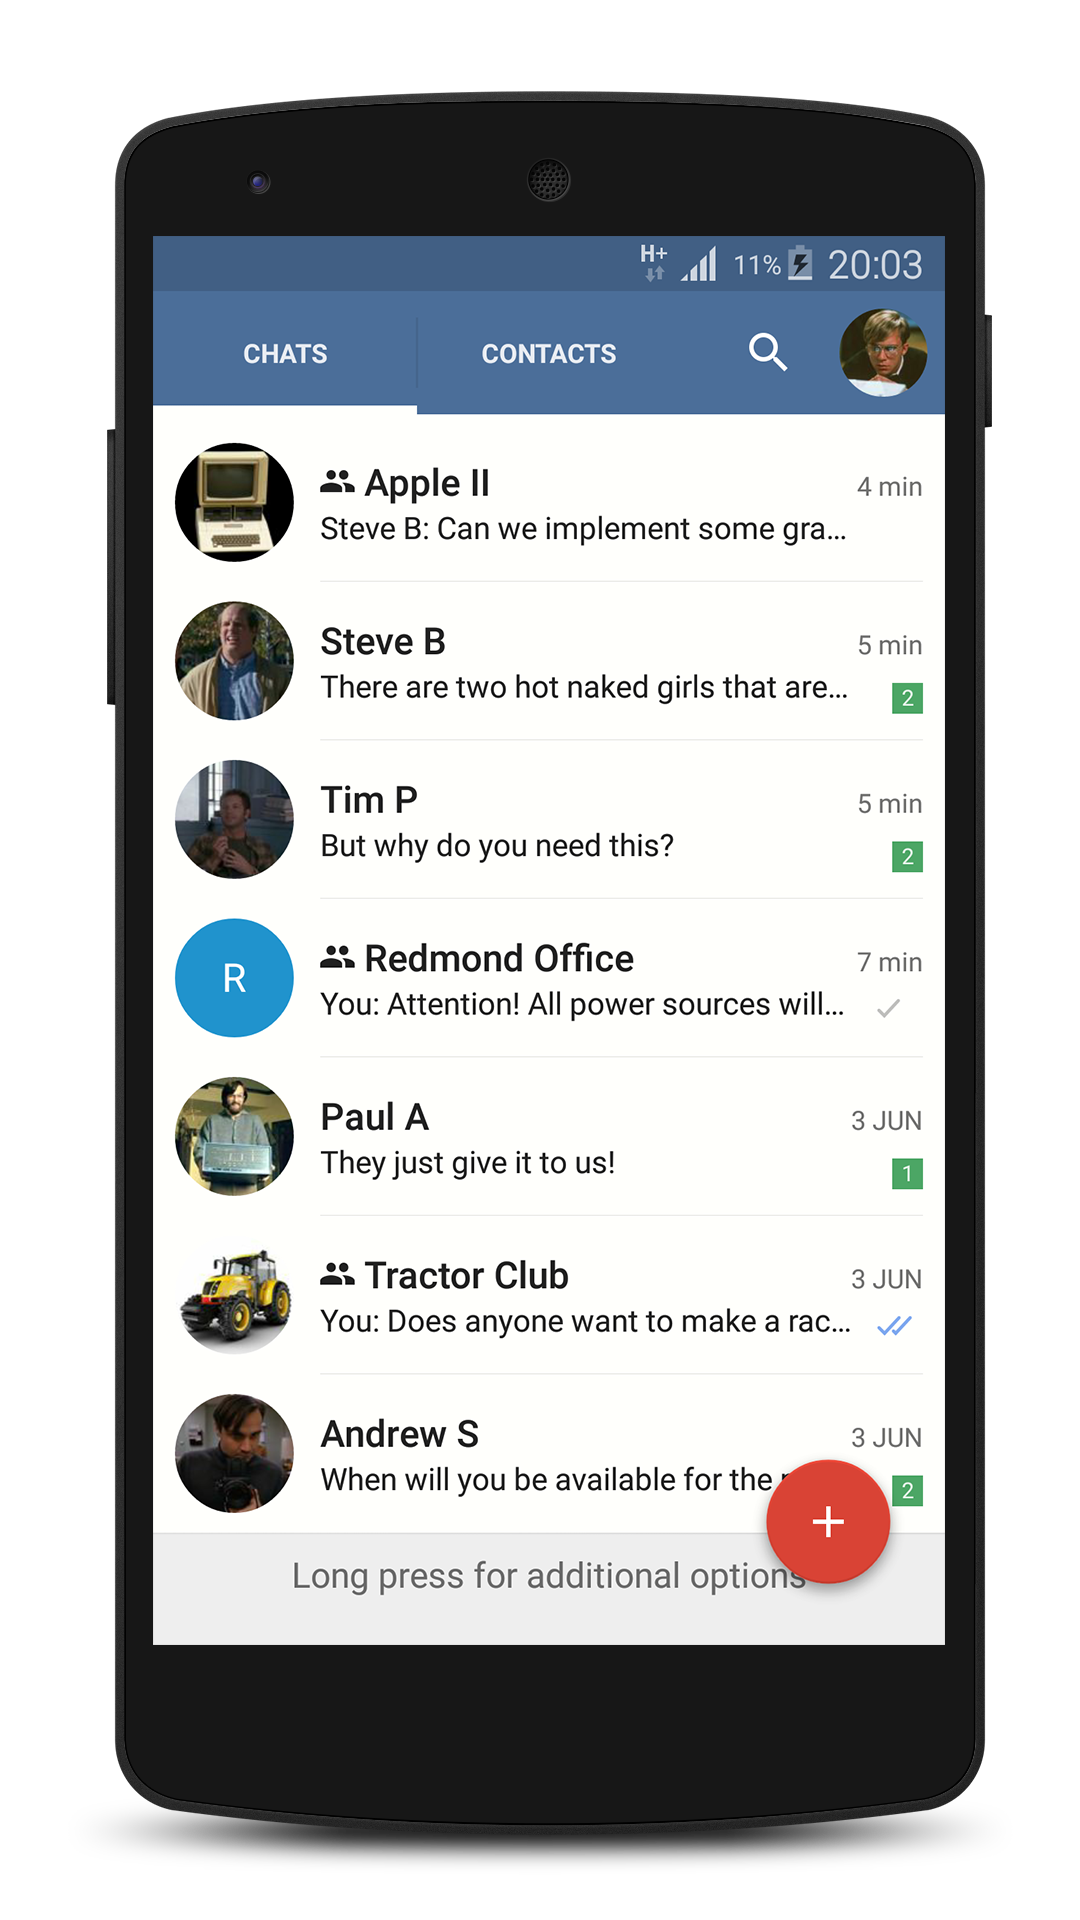 H+ 11% 20:03
CHATS CONTACTS
Apple II 4 min
Steve B: Can we implement some gra...
Steve B 5 min
There are two hot naked girls that are...
2
Tim P 5 min
But why do you need this?
2
R
Redmond Office 7 min
You: Attention! All power sources will...
Paul A 3 JUN
They just give it to us!
1
Tractor Club 3 JUN
You: Does anyone want to make a rac...
Andrew S 3 JUN
When will you be available for the
2
+
Long press for additional options